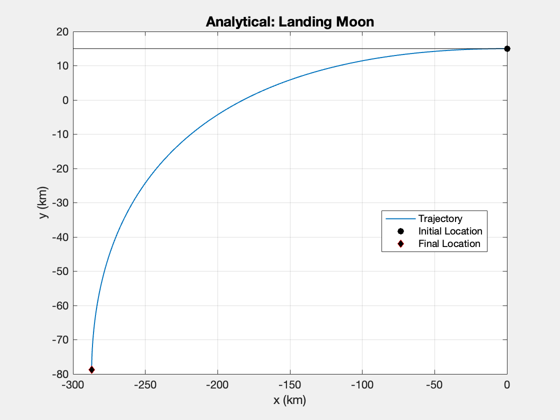 Analytical: Landing Moon
y (km)
20
10
0
-10
-20
-30
-40
-50
-60
-70
-80
Trajectory
Initial Location
Final Location
-300 -250 -200 -150 -100 -50 0
x (km)